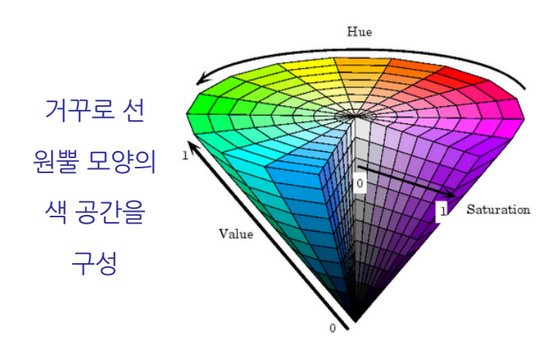 Hue
거꾸로 선
원뿔 모양의
색 공간을
구성
1
0
1
Saturation
Value
0